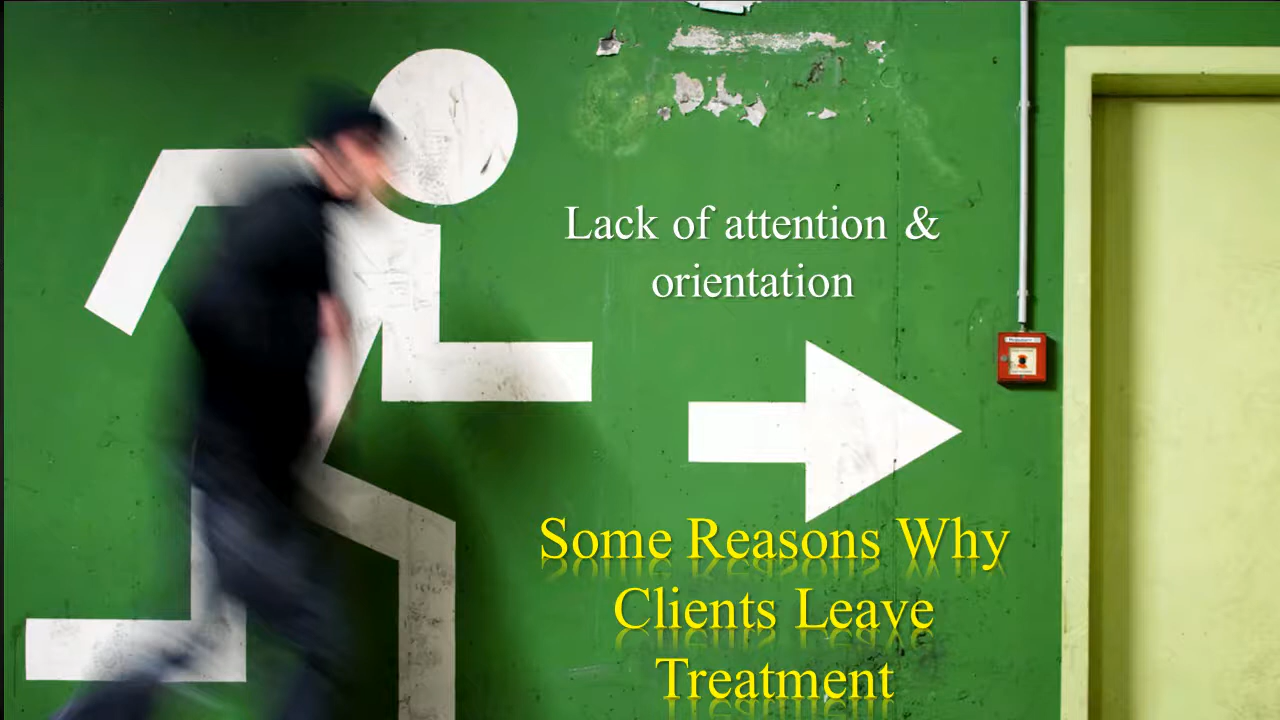 Lack of attention &
orientation
Some Reasons Why
Clients Leave
Treatment